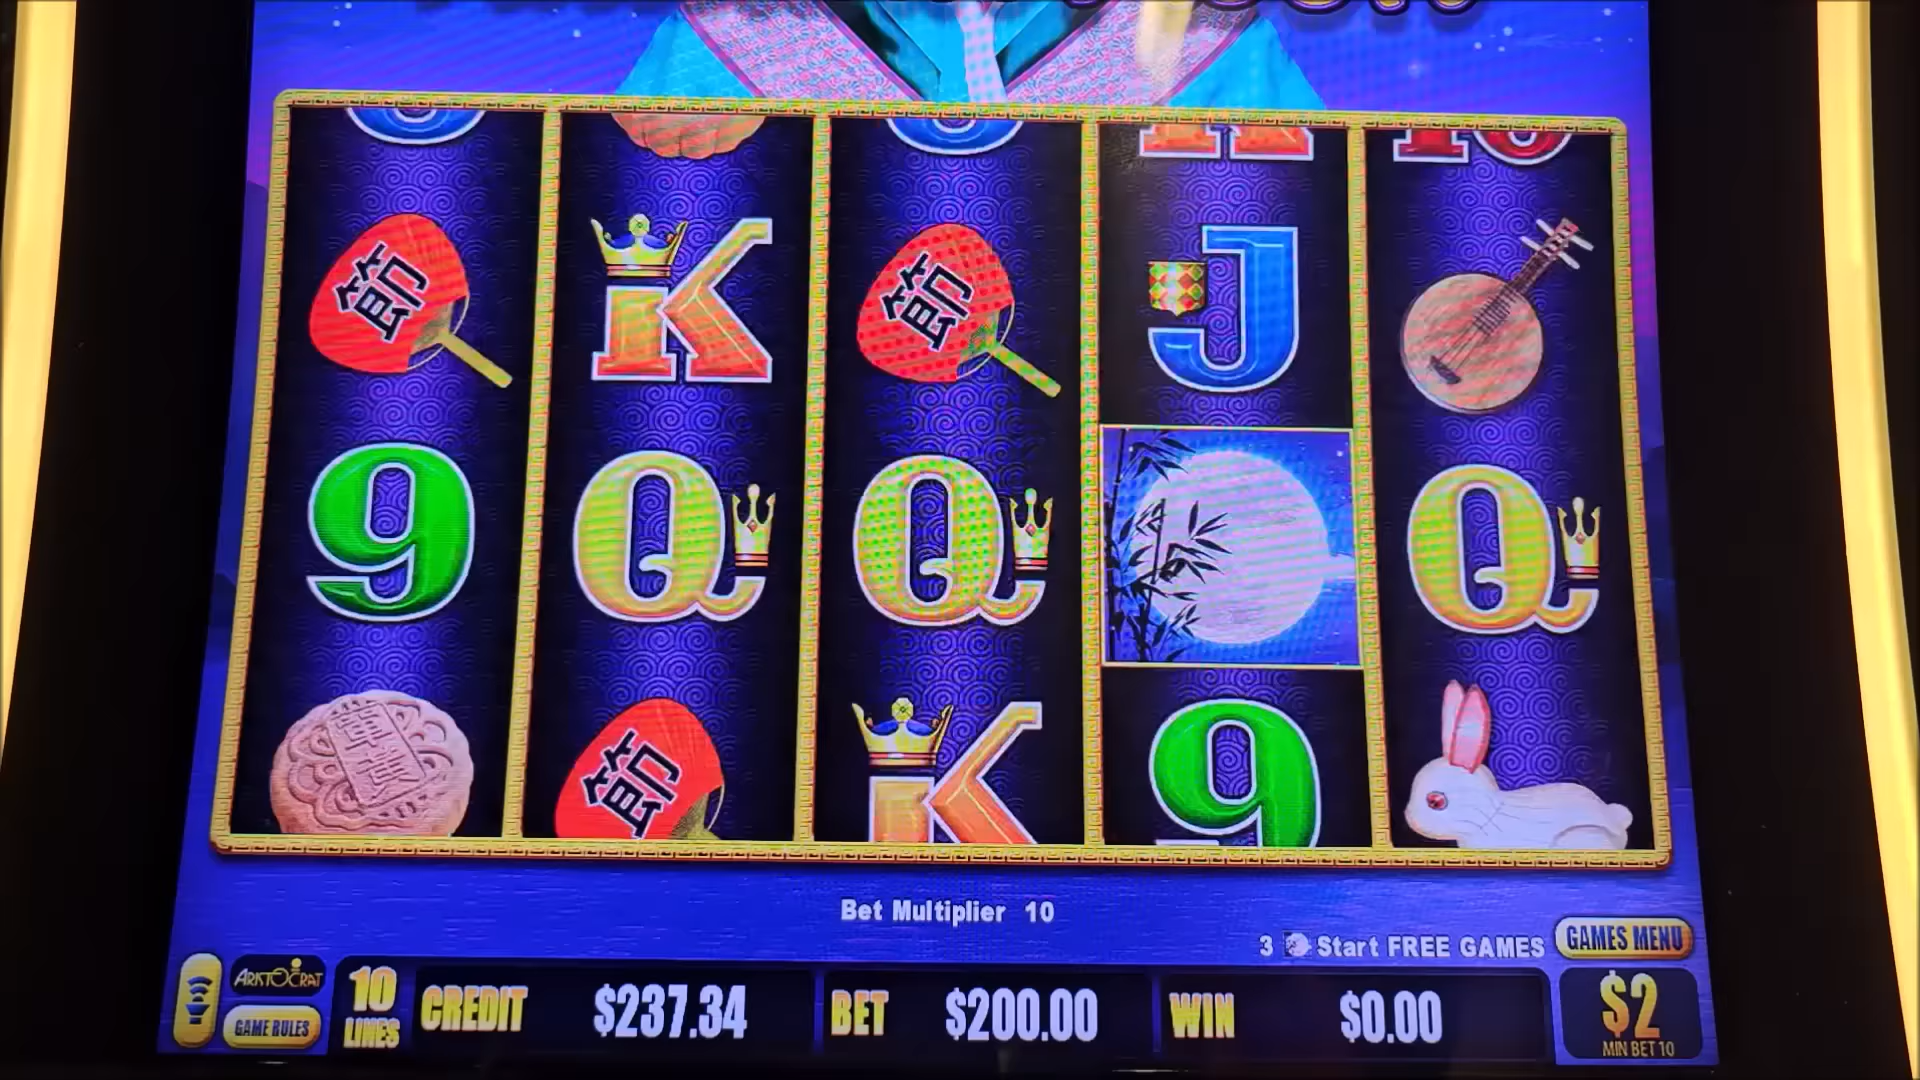 10
節
K
節
J
9
Q
Q
Q
節
K
9
Bet Multiplier 10
3 Start FREE GAMES
GAMES MENU
ARISTOCRAT
GAME RULES
10 LINES
CREDIT $237.34
BET $200.00
WIN $0.00
$2
MIN BET 10